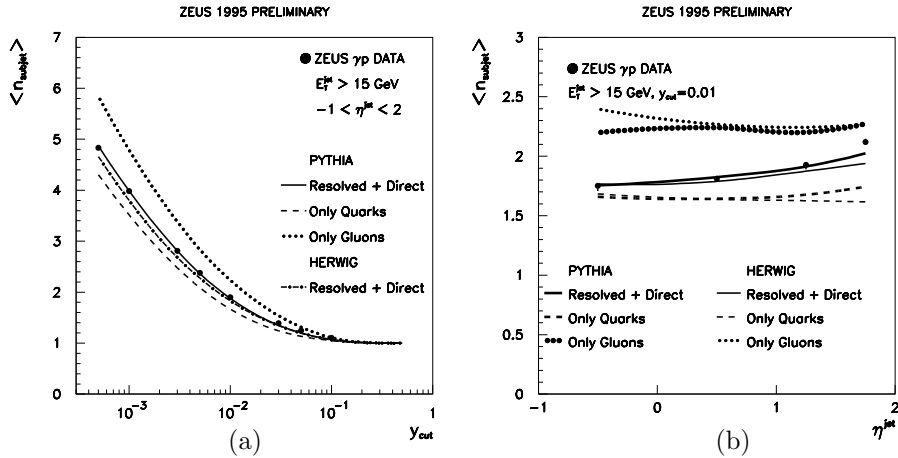 ZEUS 1995 PRELIMINARY
<n_subjet>
7
6
5
4
3
2
1
0
ZEUS γp DATA
E_T^jet > 15 GeV
−1 < η^jet < 2
PYTHIA
Resolved + Direct
Only Quarks
Only Gluons
HERWIG
Resolved + Direct
10^−3
10^−2
10^−1
1
y_cut
(a)
ZEUS 1995 PRELIMINARY
<n_subjet>
3
2.5
2
1.5
1
0.5
0
ZEUS γp DATA
E_T^jet > 15 GeV, y_cut=0.01
PYTHIA
Resolved + Direct
Only Quarks
Only Gluons
HERWIG
Resolved + Direct
Only Quarks
Only Gluons
−1
0
1
2
η^jet
(b)